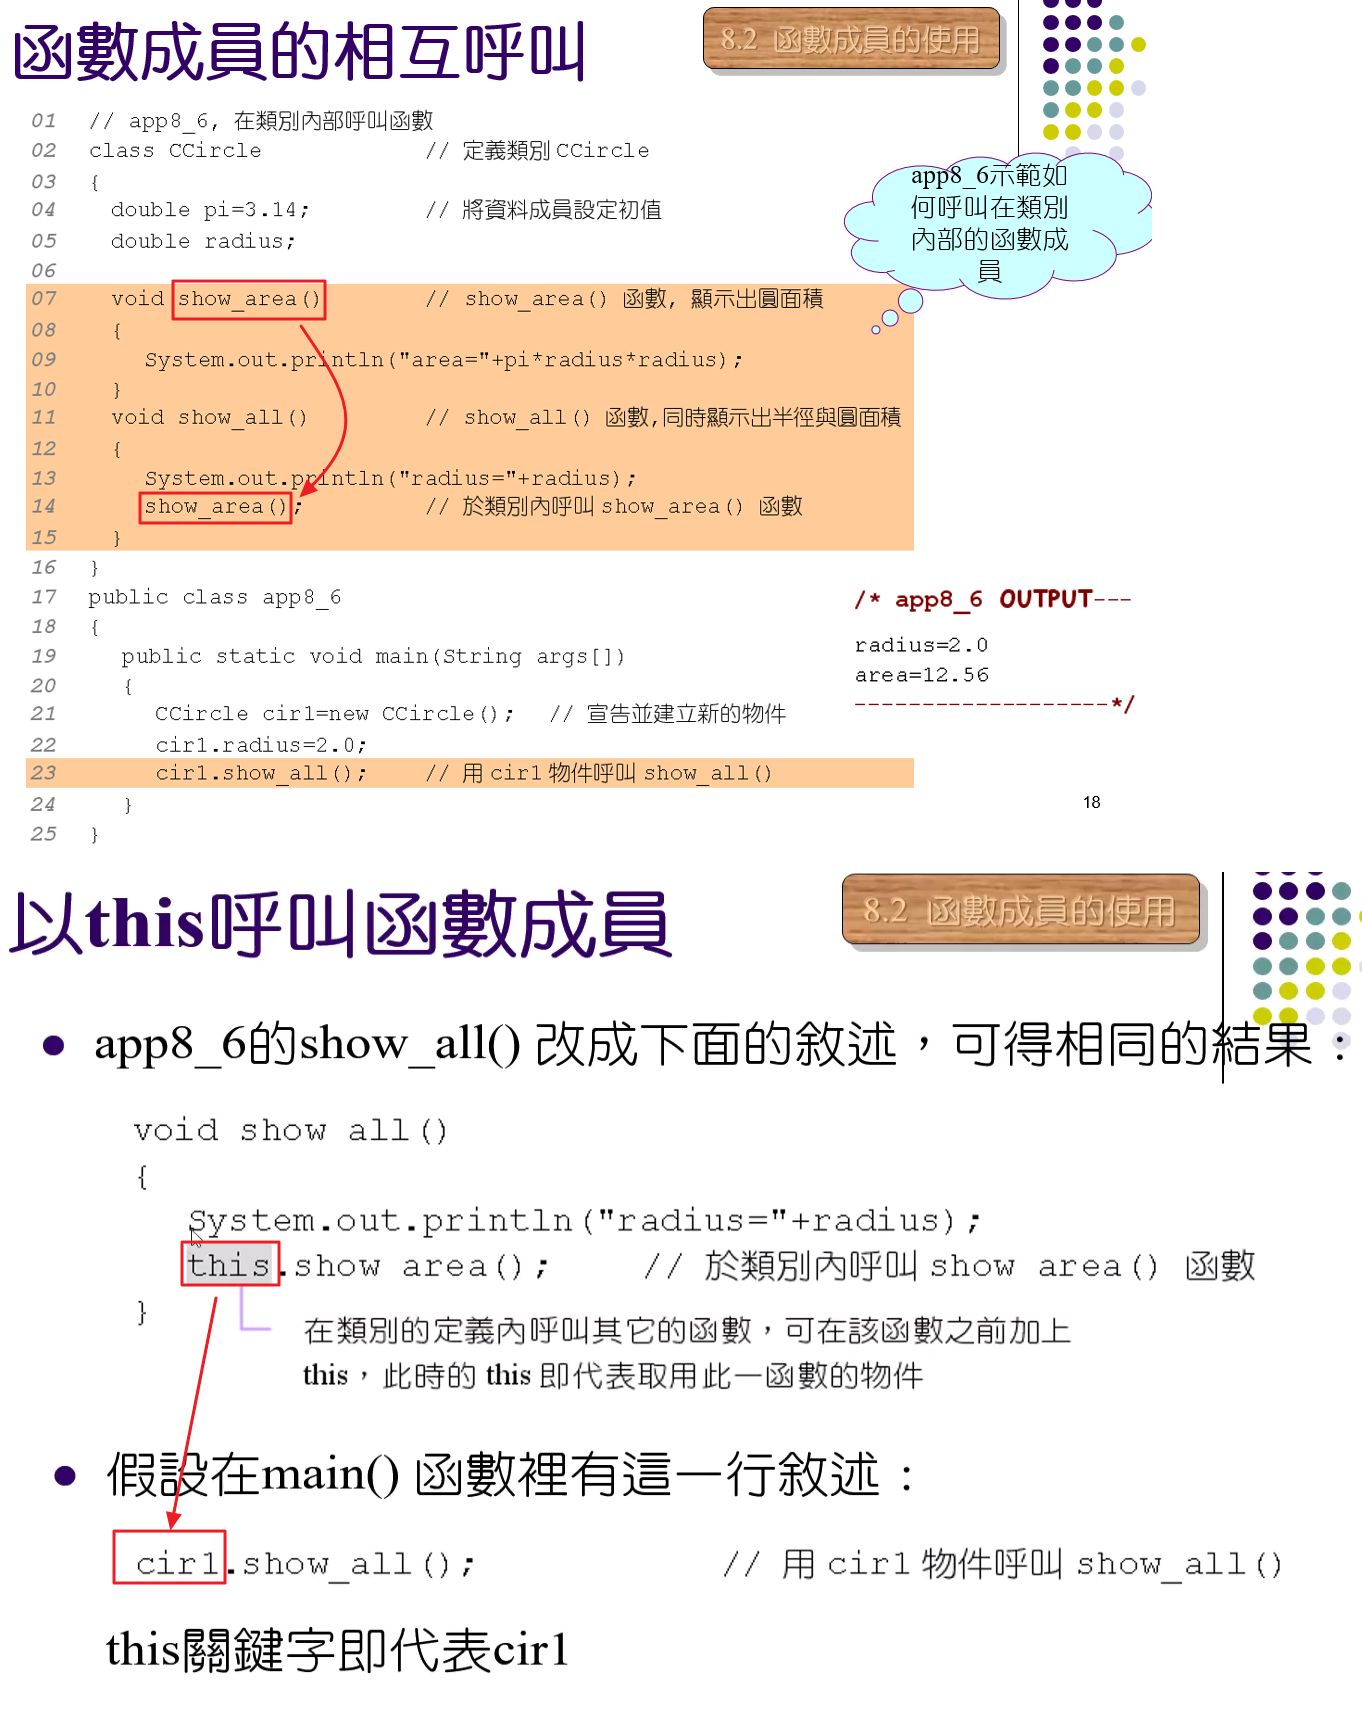 函數成員的相互呼叫
8.2 函數成員的使用
01 // app8_6, 在類別內部呼叫函數
02 class CCircle // 定義類別 CCircle
03 {
04 double pi=3.14; // 將資料成員設定初值
05 double radius;
06
07 void show_area() // show_area() 函數, 顯示出圓面積
08 {
09 System.out.println("area="+pi*radius*radius);
10 }
11 void show_all() // show_all() 函數,同時顯示出半徑與圓面積
12 {
13 System.out.println("radius="+radius);
14 show_area(); // 於類別內呼叫 show_area() 函數
15 }
16 }
17 public class app8_6
18 {
19 public static void main(String args[])
20 {
21 CCircle cir1=new CCircle(); // 宣告並建立新的物件
22 cir1.radius=2.0;
23 cir1.show_all(); // 用 cir1 物件呼叫 show_all()
24 }
25 }
app8_6示範如
何呼叫在類別
內部的函數成
員
/* app8_6 OUTPUT---
radius=2.0
area=12.56
-------------------*/
18
以this呼叫函數成員
8.2 函數成員的使用
● app8_6的show_all() 改成下面的敘述，可得相同的結果：
void show all()
{
System.out.println("radius="+radius);
this.show area(); // 於類別內呼叫 show area() 函數
}
在類別的定義內呼叫其它的函數，可在該函數之前加上
this，此時的 this 即代表取用此一函數的物件
● 假設在main() 函數裡有這一行敘述：
cir1.show_all(); // 用 cir1 物件呼叫 show_all()
this關鍵字即代表cir1